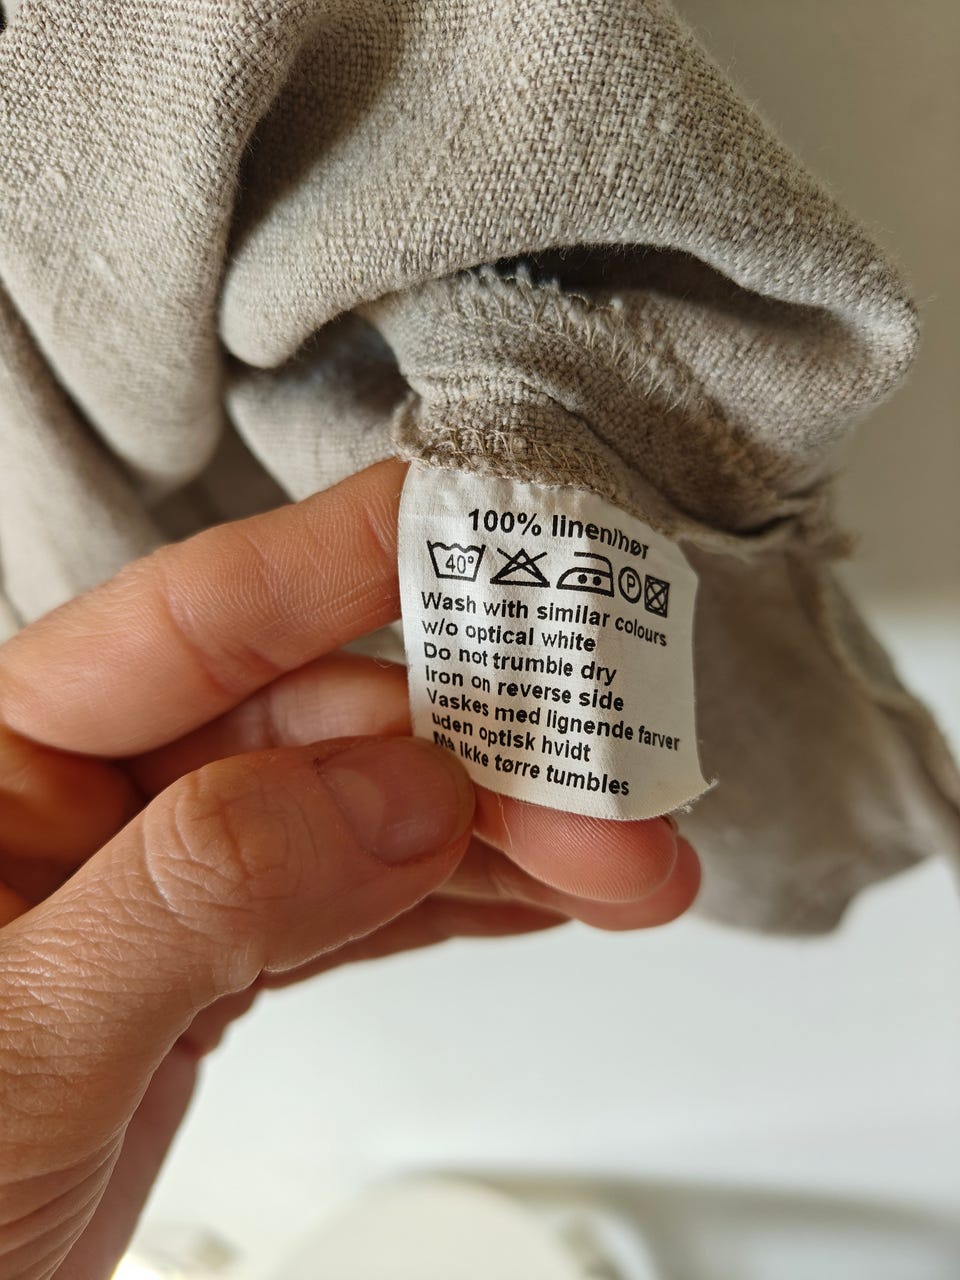 100% linen/hør
40° P
Wash with similar colours
w/o optical white
Do not trumble dry
Iron on reverse side
Vaskes med lignende farver
uden optisk hvidt
Må ikke tørre tumbles